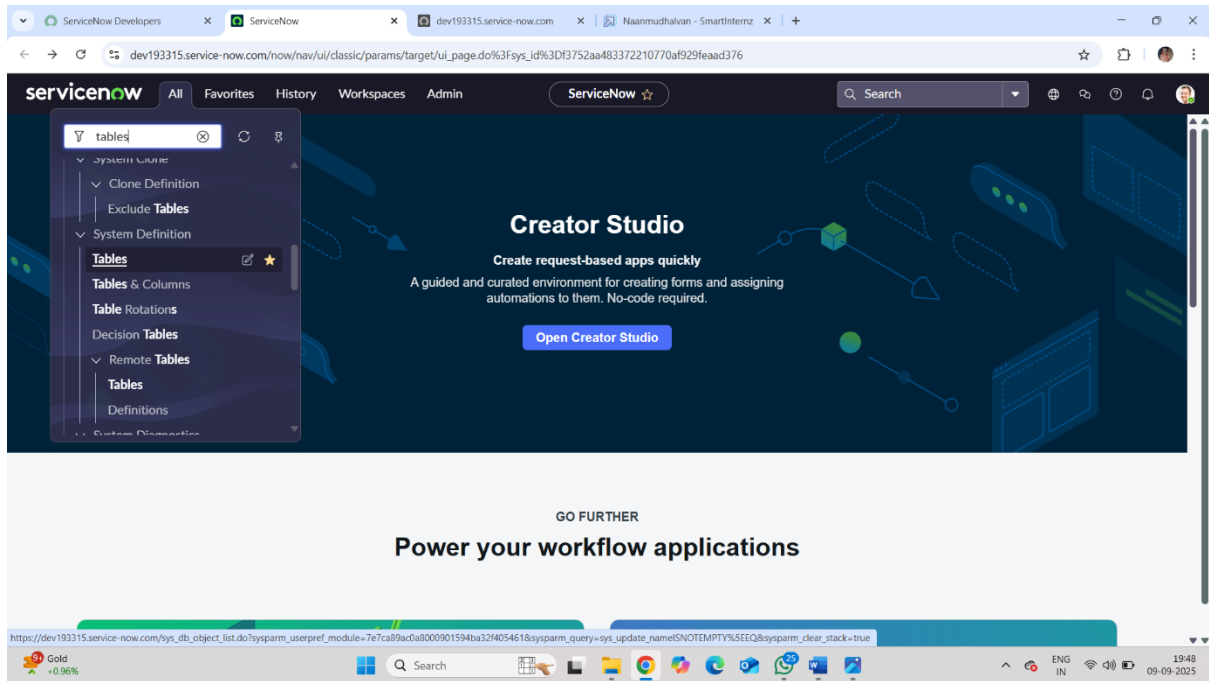 ServiceNow Developers
ServiceNow
dev193315.service-now.com
Naanmudhalvan - SmartInternz
dev193315.service-now.com/now/nav/ui/classic/params/target/ui_page.do%3Fsys_id%3Df3752aa483372210770af929feaad376
servicenow
All
Favorites
History
Workspaces
Admin
ServiceNow
Search
tables
System Clone
Clone Definition
Exclude Tables
System Definition
Tables
Tables & Columns
Table Rotations
Decision Tables
Remote Tables
Tables
Definitions
System Diagnostics
Creator Studio
Create request-based apps quickly
A guided and curated environment for creating forms and assigning
automations to them. No-code required.
Open Creator Studio
GO FURTHER
Power your workflow applications
https://dev193315.service-now.com/sys_db_object_list.do?sysparm_userpref_module=7e7ca89ac0a8000901594ba32f405461&sysparm_query=sys_update_nameISNOTEMPTY%5EEQ&sysparm_clear_stack=true
Gold
+0.96%
Search
25
ENG
IN
19:48
09-09-2025